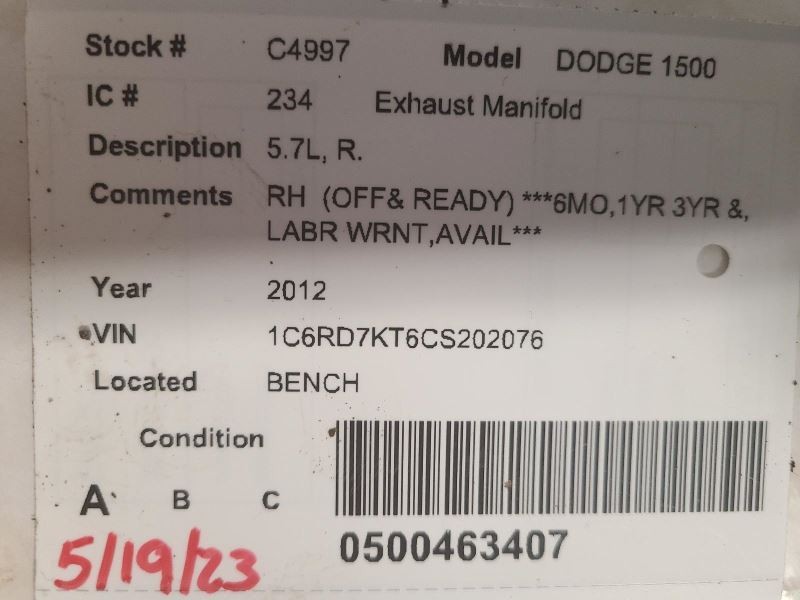 Stock # C4997 Model DODGE 1500
IC # 234 Exhaust Manifold
Description 5.7L, R.
Comments RH (OFF& READY) ***6MO,1YR 3YR &,
LABR WRNT,AVAIL***
Year 2012
VIN 1C6RD7KT6CS202076
Located BENCH
Condition
A B C
0500463407
5/19/23